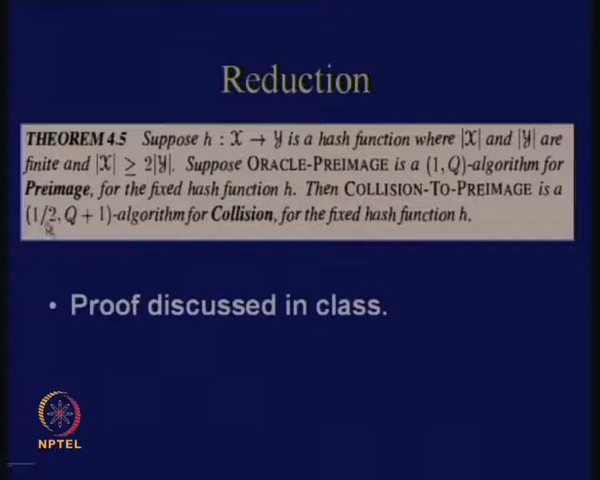 Reduction
THEOREM 4.5 Suppose h : X → Y is a hash function where |X| and |Y| are
finite and |X| ≥ 2|Y|. Suppose ORACLE-PREIMAGE is a (1, Q)-algorithm for
Preimage, for the fixed hash function h. Then COLLISION-TO-PREIMAGE is a
(1/2, Q + 1)-algorithm for Collision, for the fixed hash function h.
• Proof discussed in class.
NPTEL